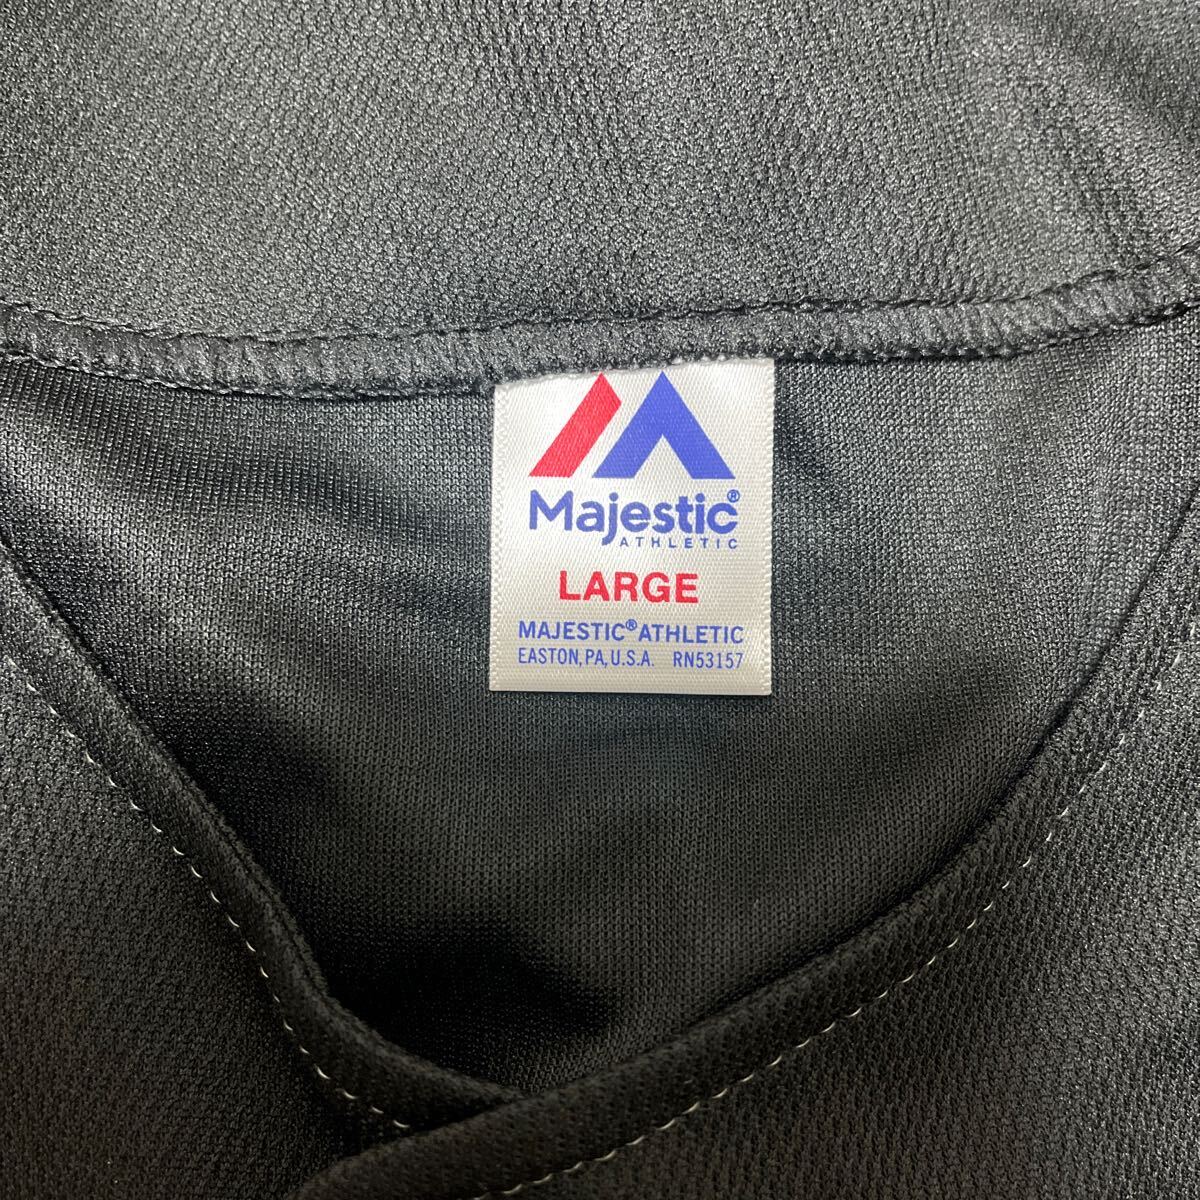 Majestic®
ATHLETIC
LARGE
MAJESTIC® ATHLETIC
EASTON, PA, U.S.A. RN53157